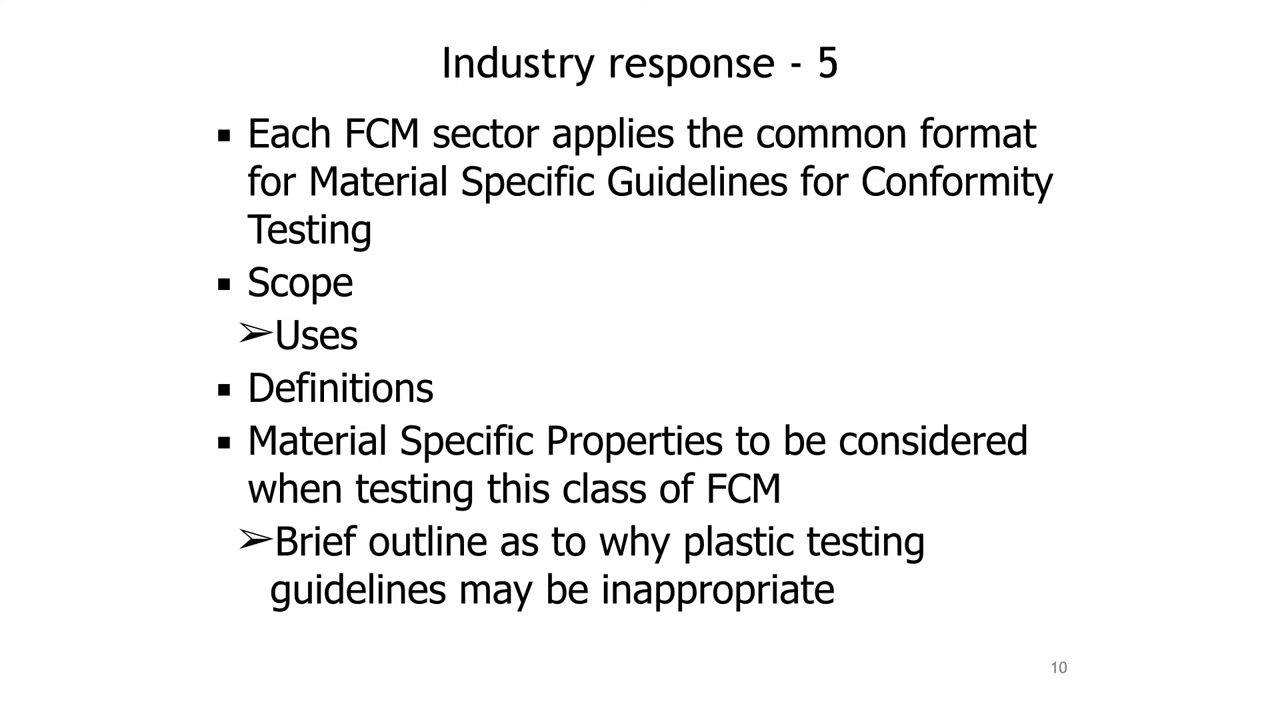 Industry response - 5
▪ Each FCM sector applies the common format
for Material Specific Guidelines for Conformity
Testing
▪ Scope
➢Uses
▪ Definitions
▪ Material Specific Properties to be considered
when testing this class of FCM
➢Brief outline as to why plastic testing
guidelines may be inappropriate
10